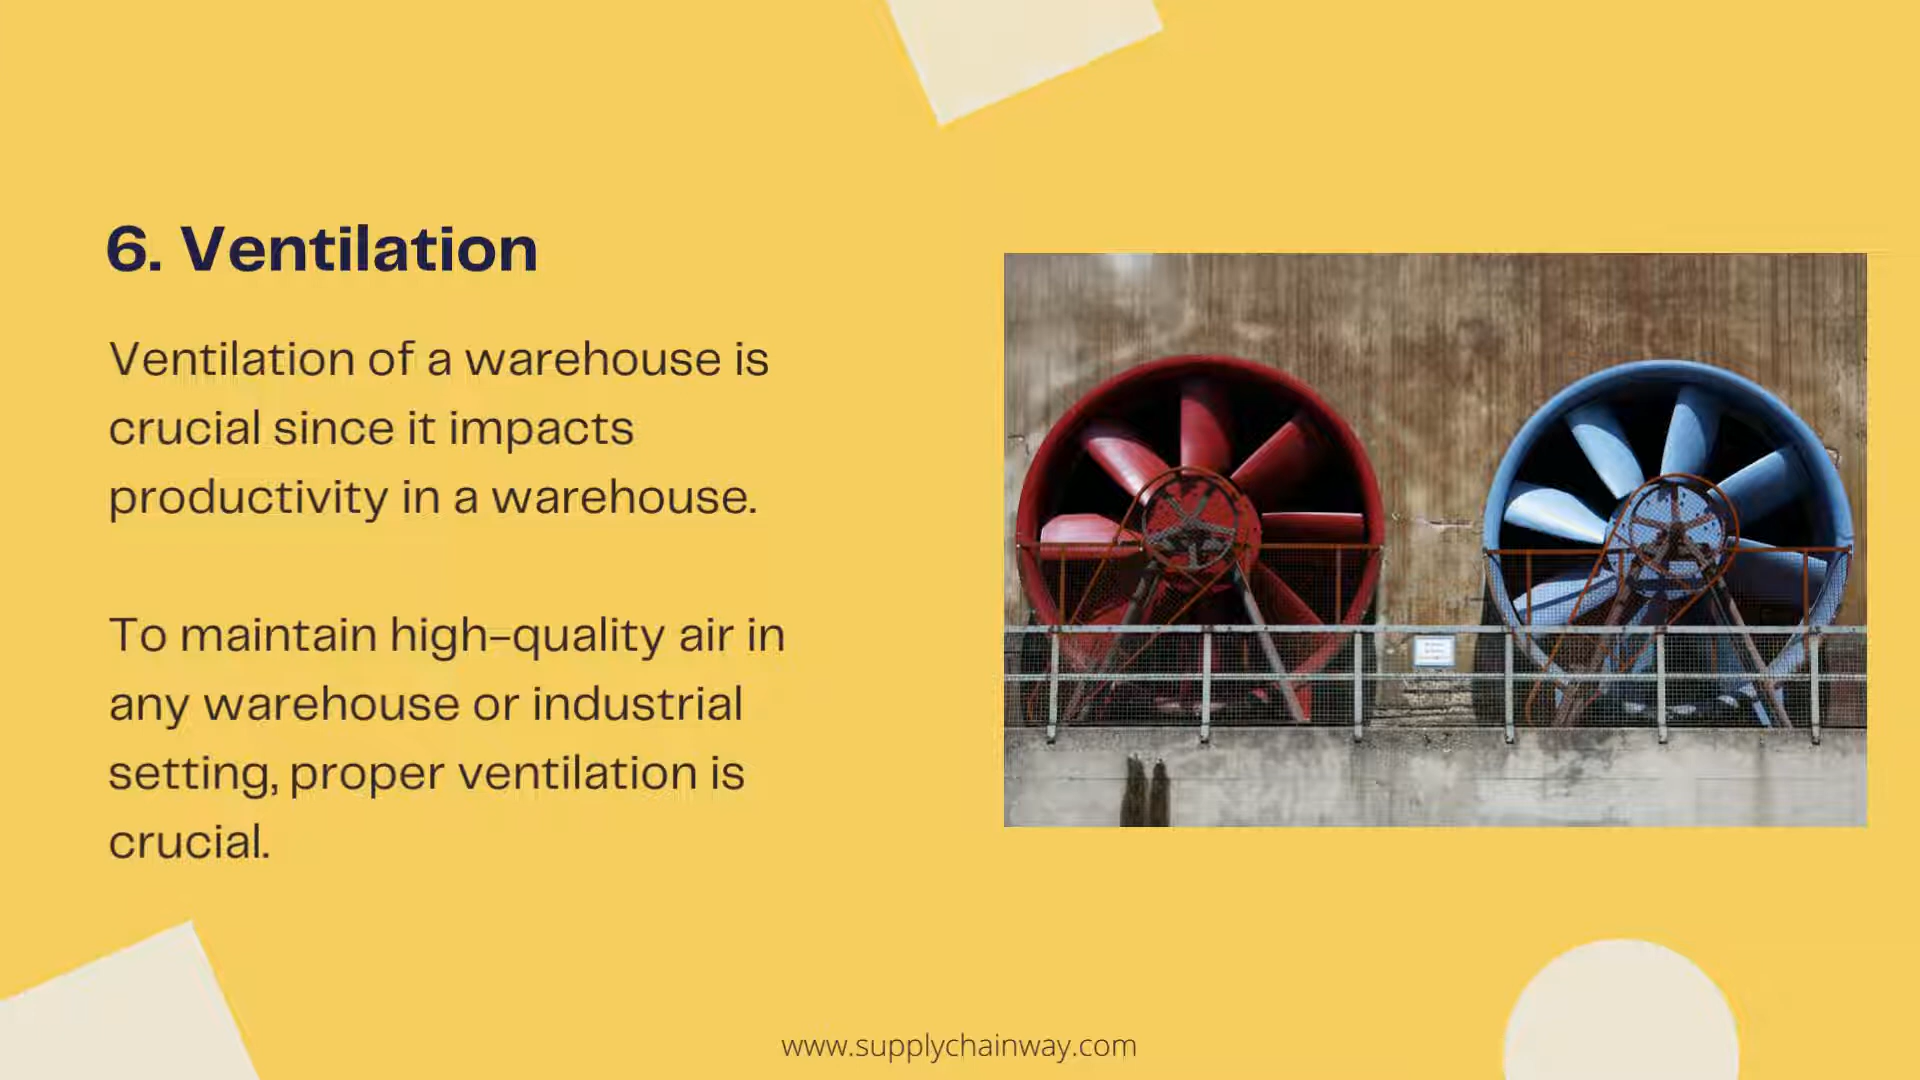 6. Ventilation
Ventilation of a warehouse is
crucial since it impacts
productivity in a warehouse.
To maintain high-quality air in
any warehouse or industrial
setting, proper ventilation is
crucial.
www.supplychainway.com